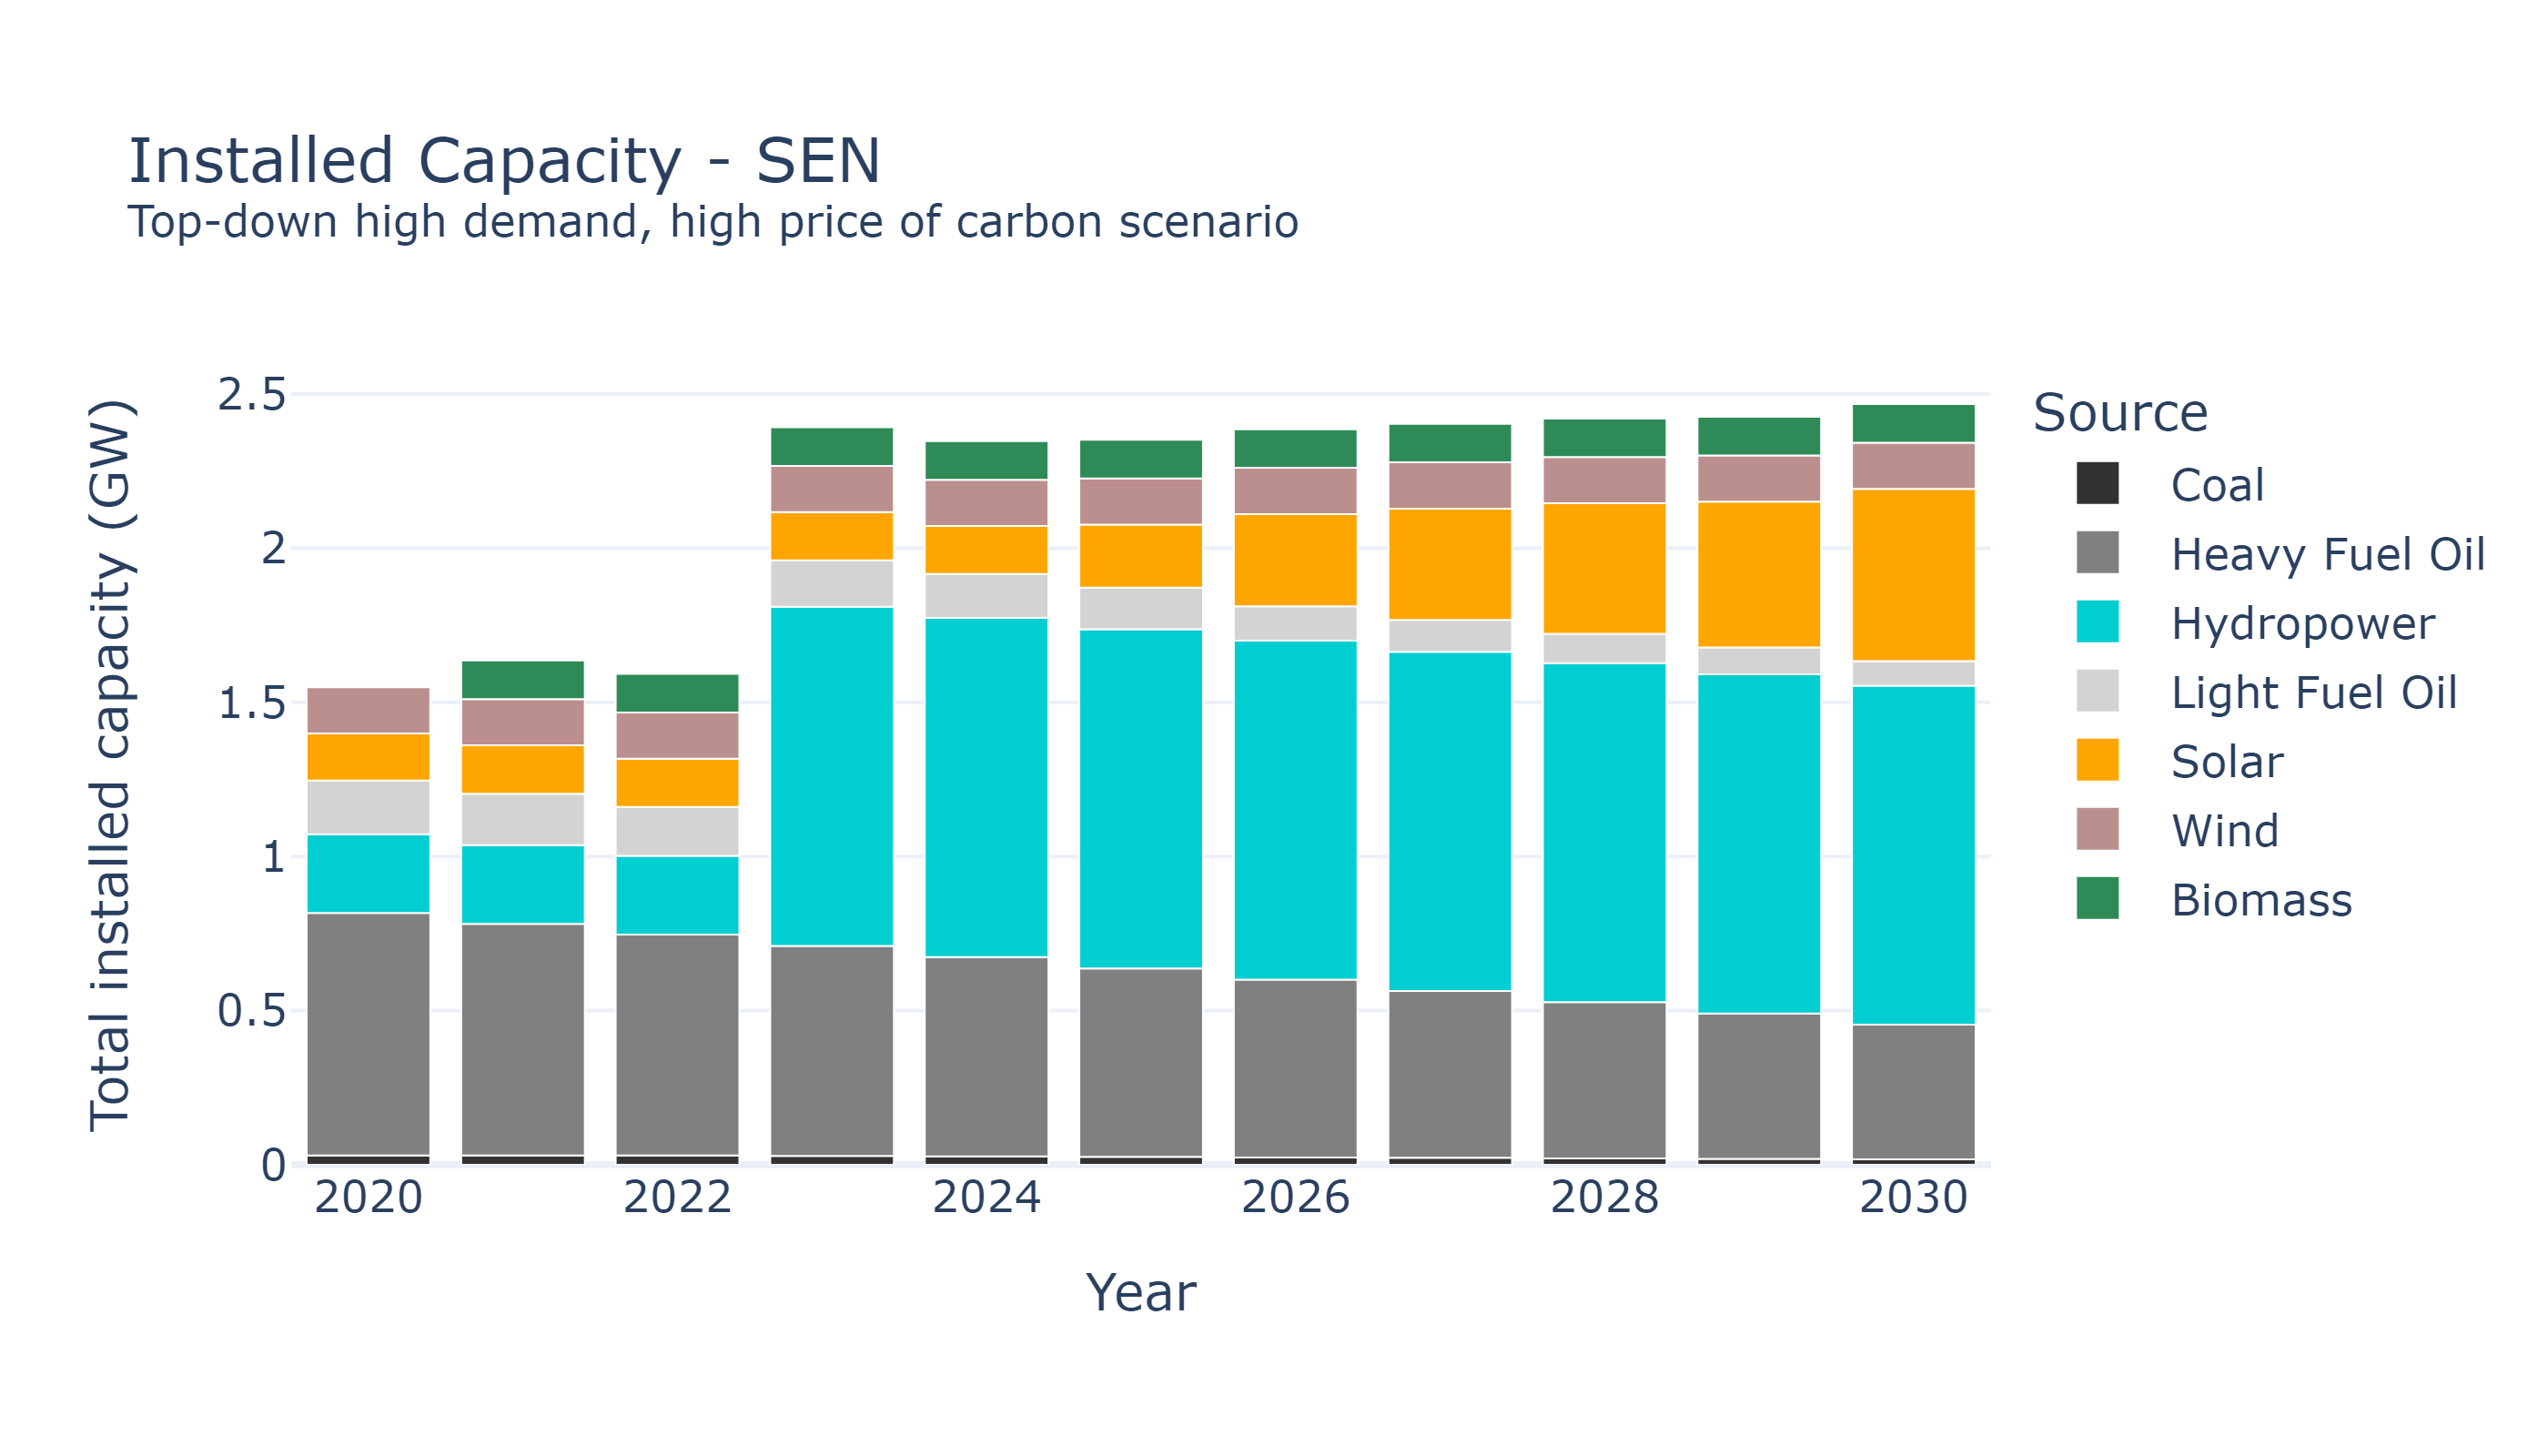 Installed Capacity - SEN
Top-down high demand, high price of carbon scenario
Total installed capacity (GW)
2.5
2
1.5
1
0.5
0
2020
2022
2024
2026
2028
2030
Year
Source
Coal
Heavy Fuel Oil
Hydropower
Light Fuel Oil
Solar
Wind
Biomass